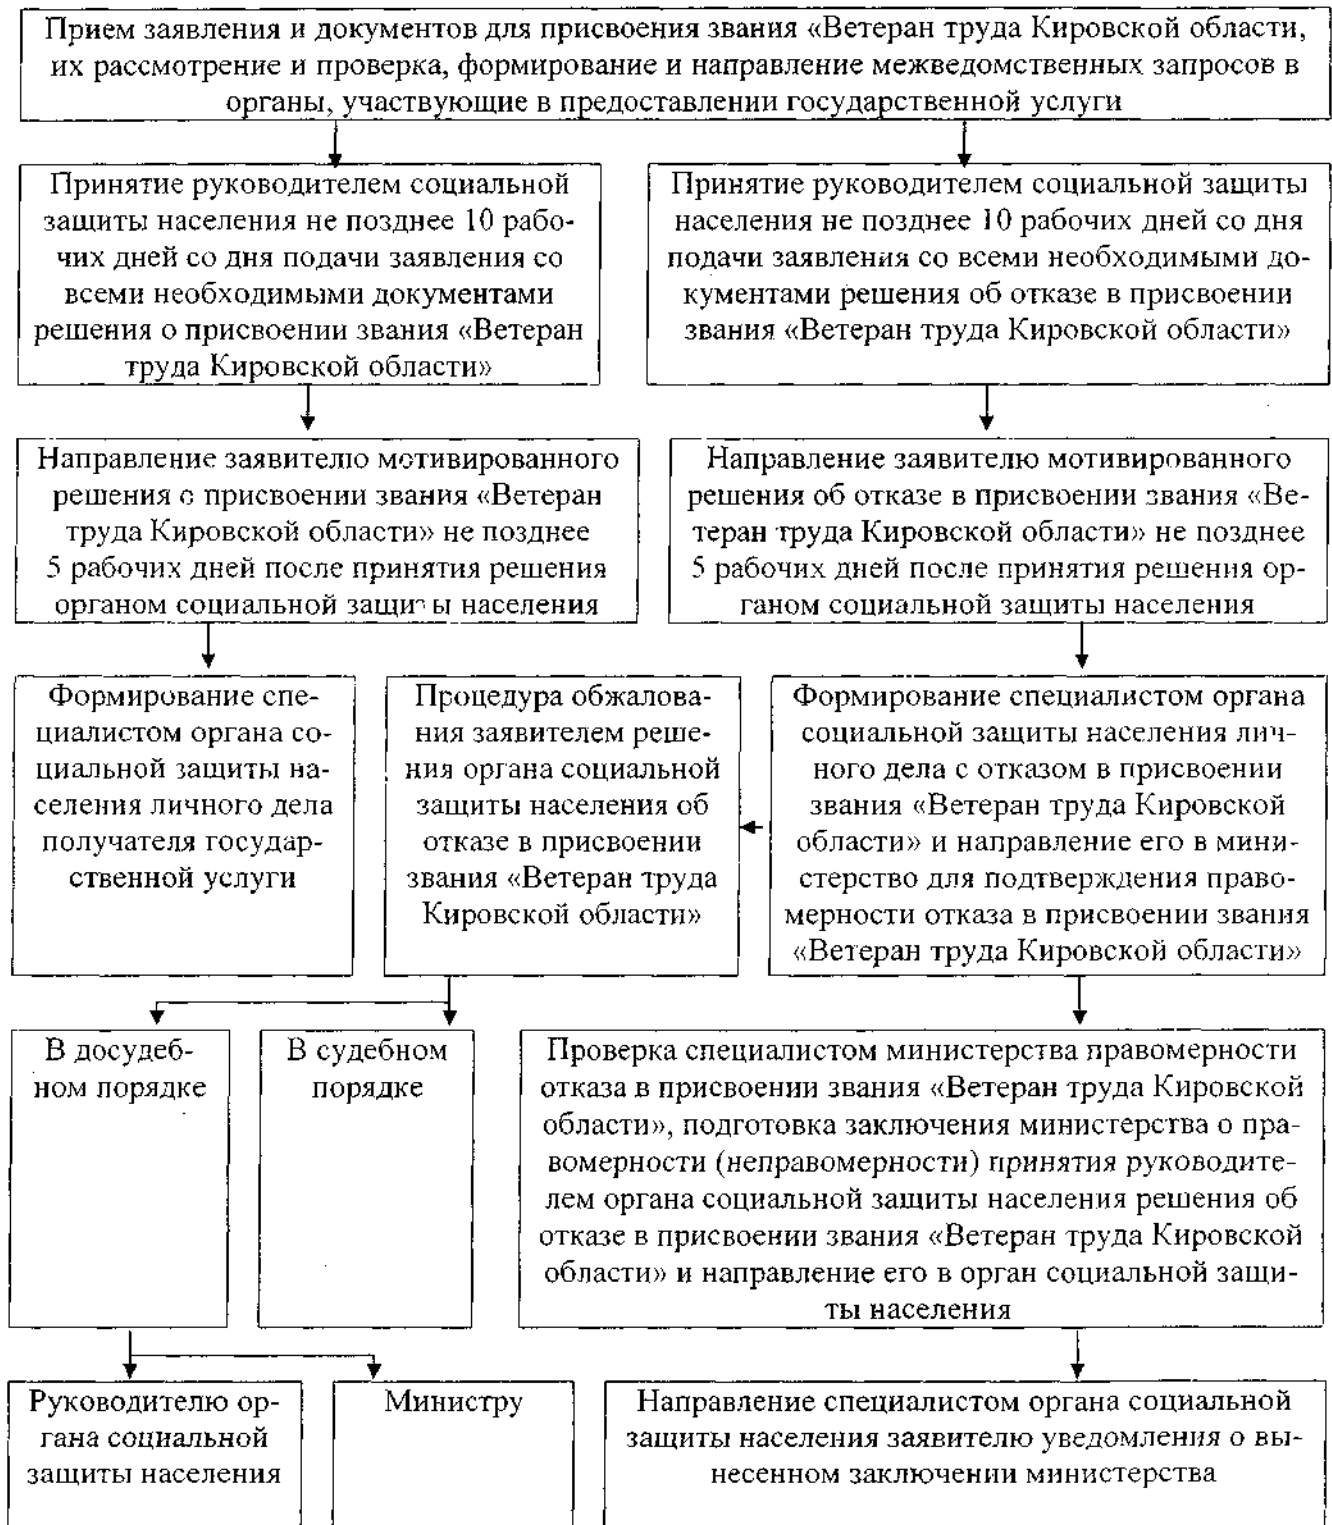 Прием заявления и документов для присвоения звания «Ветеран труда Кировской области,
их рассмотрение и проверка, формирование и направление межведомственных запросов в
органы, участвующие в предоставлении государственной услуги
Принятие руководителем социальной
защиты населения не позднее 10 рабо-
чих дней со дня подачи заявления со
всеми необходимыми документами
решения о присвоении звания «Ветеран
труда Кировской области»
Принятие руководителем социальной защиты
населения не позднее 10 рабочих дней со дня
подачи заявления со всеми необходимыми до-
кументами решения об отказе в присвоении
звания «Ветеран труда Кировской области»
Направление заявителю мотивированного
решения о присвоении звания «Ветеран
труда Кировской области» не позднее
5 рабочих дней после принятия решения
органом социальной защиты населения
Направление заявителю мотивированного
решения об отказе в присвоении звания «Ве-
теран труда Кировской области» не позднее
5 рабочих дней после принятия решения ор-
ганом социальной защиты населения
Формирование спе-
циалистом органа со-
циальной защиты на-
селения личного дела
получателя государ-
ственной услуги
Процедура обжалова-
ния заявителем реше-
ния органа социальной
защиты населения об
отказе в присвоении
звания «Ветеран труда
Кировской области»
Формирование специалистом органа
социальной защиты населения лич-
ного дела с отказом в присвоении
звания «Ветеран труда Кировской
области» и направление его в мини-
стерство для подтверждения право-
мерности отказа в присвоении звания
«Ветеран труда Кировской области»
В досудеб-
ном порядке
В судебном
порядке
Проверка специалистом министерства правомерности
отказа в присвоении звания «Ветеран труда Кировской
области», подготовка заключения министерства о пра-
вомерности (неправомерности) принятия руководите-
лем органа социальной защиты населения решения об
отказе в присвоении звания «Ветеран труда Кировской
области» и направление его в орган социальной защи-
ты населения
Руководителю ор-
гана социальной
защиты населения
Министру
Направление специалистом органа социальной
защиты населения заявителю уведомления о вы-
несенном заключении министерства